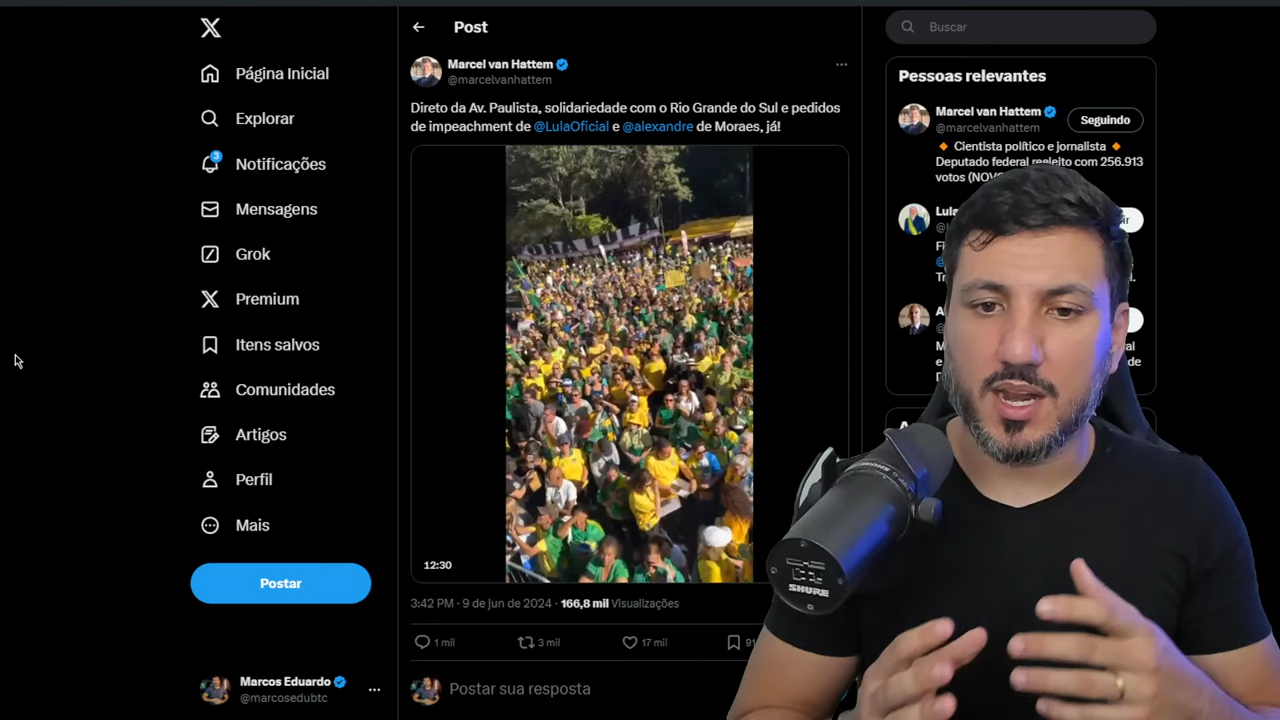 Página Inicial
Explorar
3
Notificações
Mensagens
Grok
Premium
Itens salvos
Comunidades
Artigos
Perfil
Mais
Postar
Marcos Eduardo
@marcosedubtc
Post
Marcel van Hattem
@marcelvanhattem
Direto da Av. Paulista, solidariedade com o Rio Grande do Sul e pedidos
de impeachment de @LulaOficial e @alexandre de Moraes, já!
12:30
3:42 PM · 9 de jun de 2024 · 166,8 mil Visualizações
1 mil
3 mil
17 mil
91
Postar sua resposta
Buscar
Pessoas relevantes
Marcel van Hattem
@marcelvanhattem
Seguindo
🔸 Cientista político e jornalista 🔸
Deputado federal reeleito com 256.913
votos (NOVO
Lula
SHURE